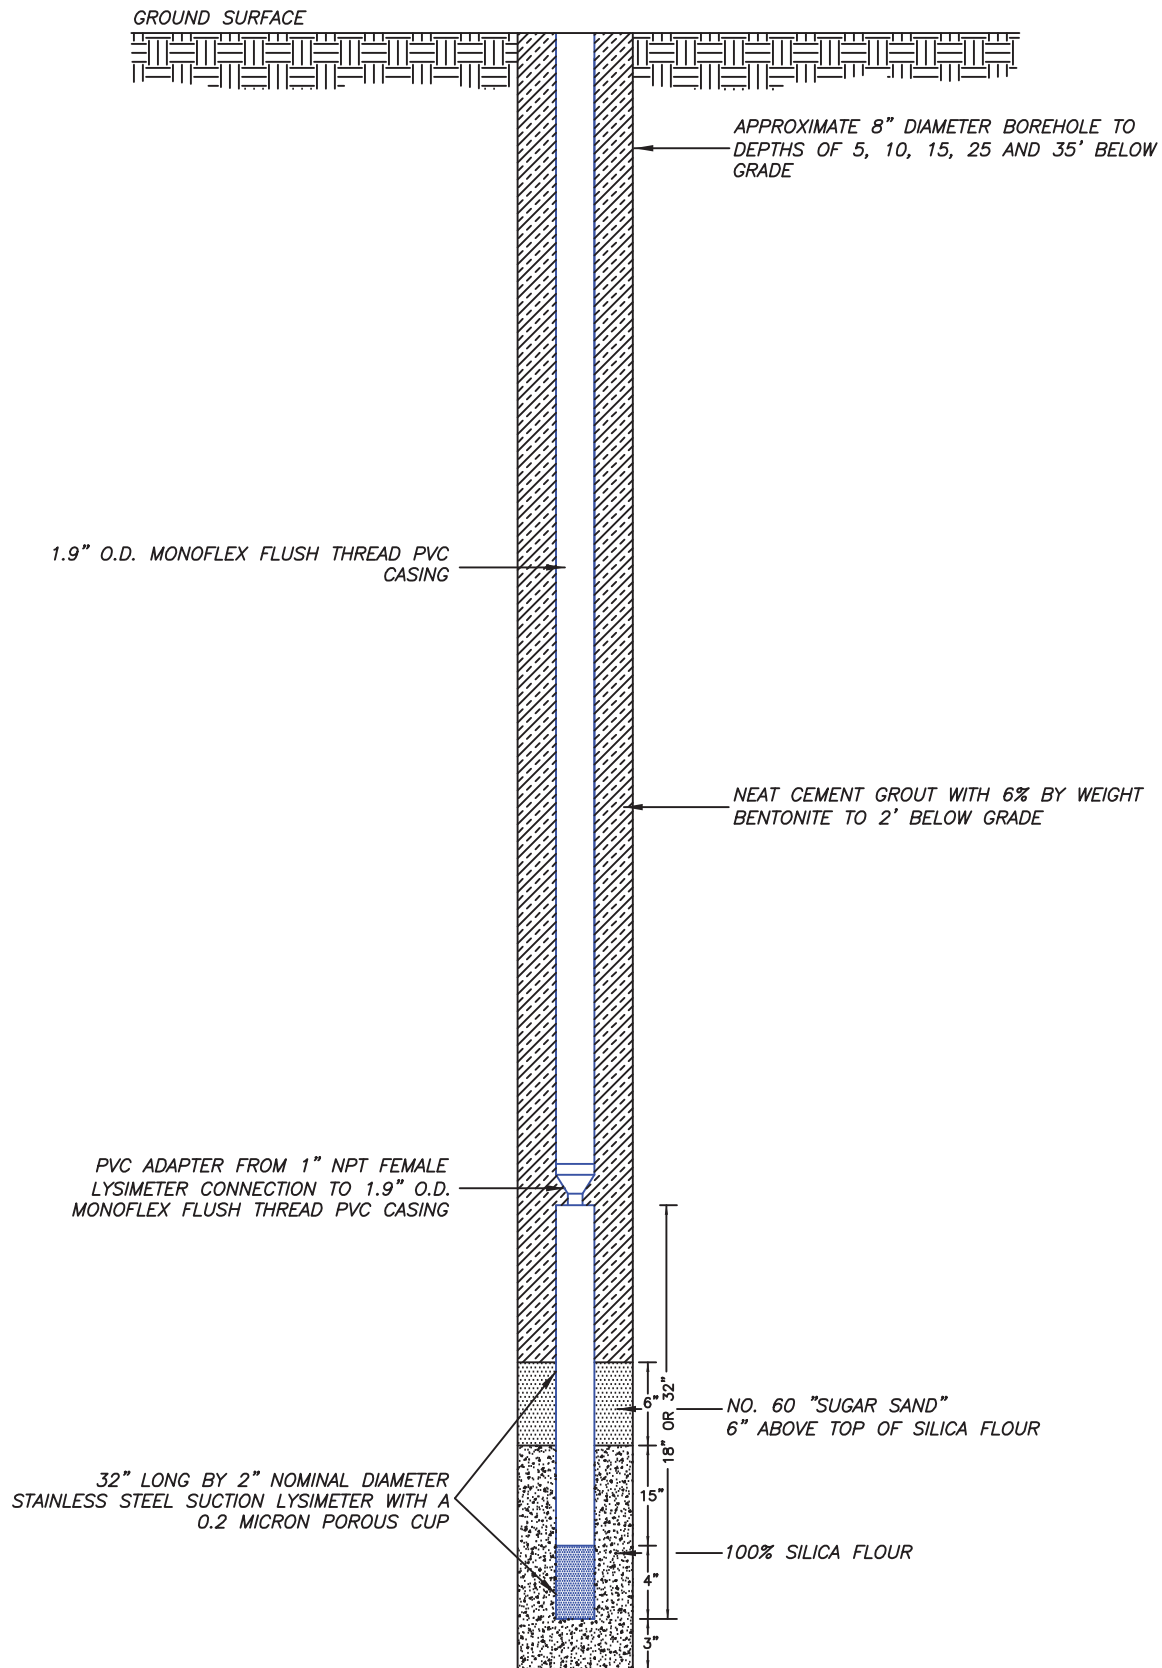 GROUND SURFACE
APPROXIMATE 8" DIAMETER BOREHOLE TO
DEPTHS OF 5, 10, 15, 25 AND 35' BELOW
GRADE
1.9" O.D. MONOFLEX FLUSH THREAD PVC
CASING
NEAT CEMENT GROUT WITH 6% BY WEIGHT
BENTONITE TO 2' BELOW GRADE
PVC ADAPTER FROM 1" NPT FEMALE
LYSIMETER CONNECTION TO 1.9" O.D.
MONOFLEX FLUSH THREAD PVC CASING
6"
18" OR 32"
NO. 60 "SUGAR SAND"
6" ABOVE TOP OF SILICA FLOUR
32" LONG BY 2" NOMINAL DIAMETER
STAINLESS STEEL SUCTION LYSIMETER WITH A
0.2 MICRON POROUS CUP
15"
100% SILICA FLOUR
4"
3"